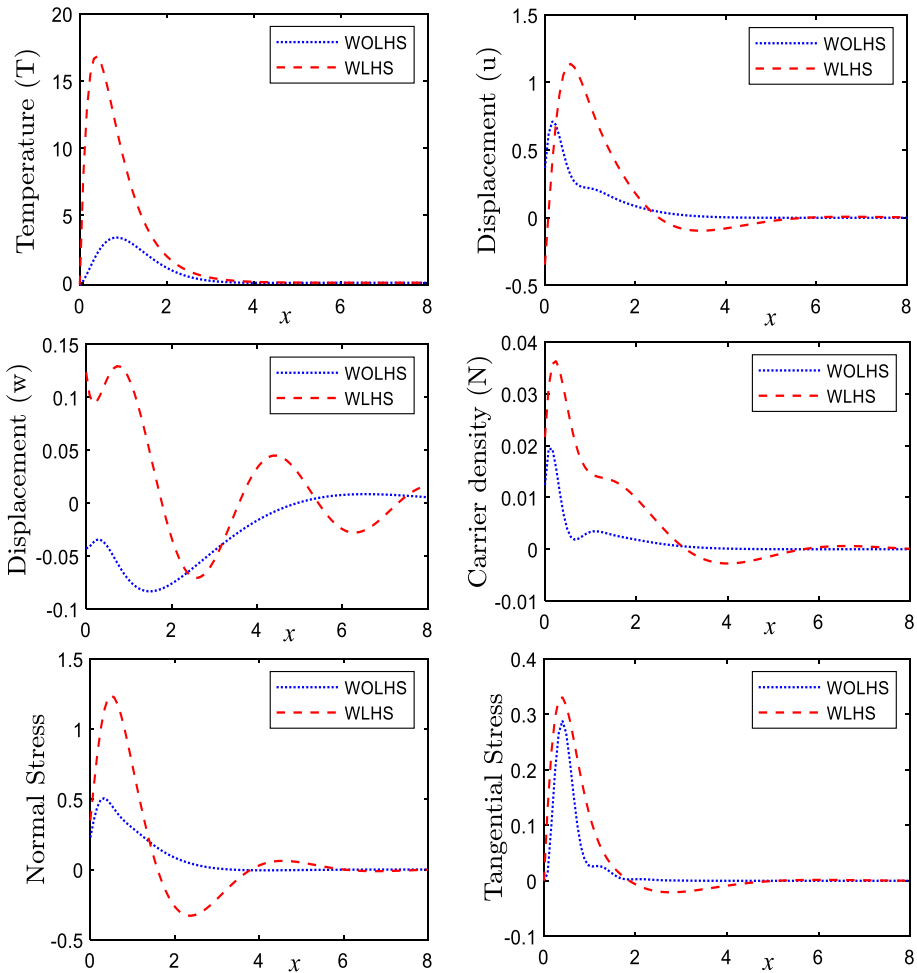 Temperature (T)
20
15
10
5
0
0 2 4 6 8
x
WOLHS
WLHS
Displacement (u)
1.5
1
0.5
0
-0.5
0 2 4 6 8
x
WOLHS
WLHS
Displacement (w)
0.15
0.1
0.05
0
-0.05
-0.1
0 2 4 6 8
x
WOLHS
WLHS
Carrier density (N)
0.04
0.03
0.02
0.01
0
-0.01
0 2 4 6 8
x
WOLHS
WLHS
Normal Stress
1.5
1
0.5
0
-0.5
0 2 4 6 8
x
WOLHS
WLHS
Tangential Stress
0.4
0.3
0.2
0.1
0
-0.1
0 2 4 6 8
x
WOLHS
WLHS